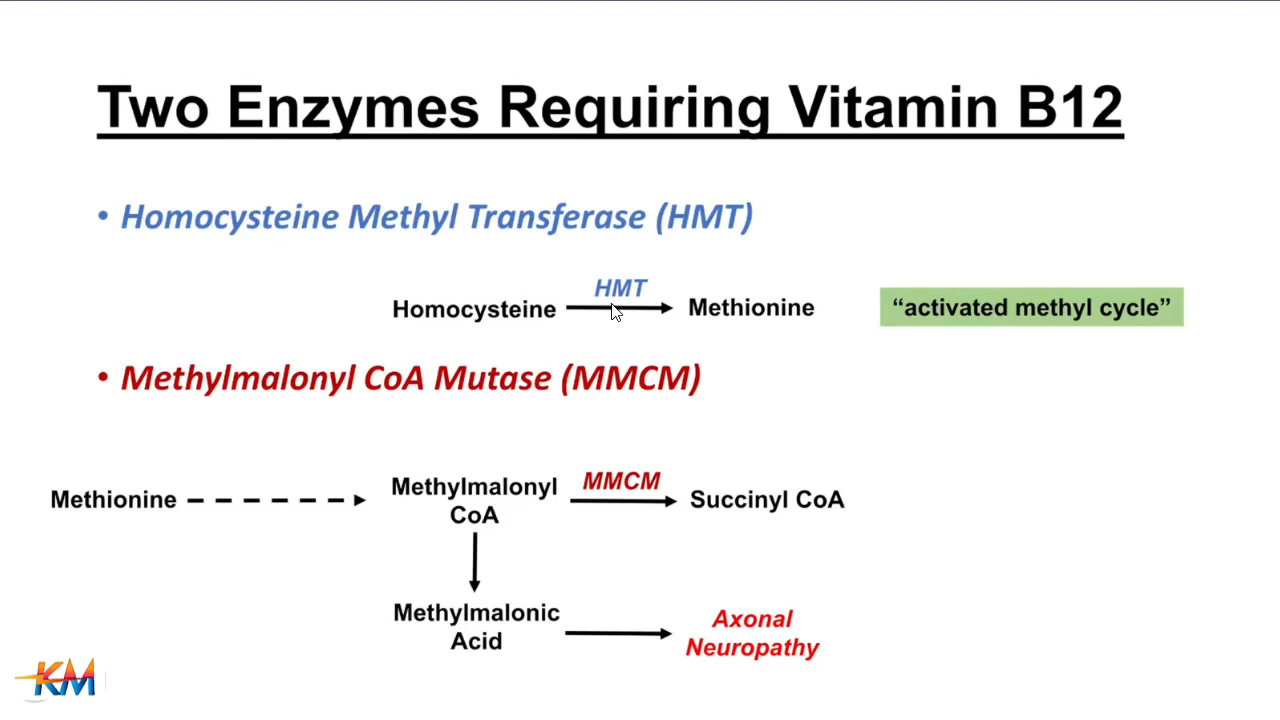 Two Enzymes Requiring Vitamin B12
• Homocysteine Methyl Transferase (HMT)
HMT
Homocysteine
Methionine
“activated methyl cycle”
• Methylmalonyl CoA Mutase (MMCM)
Methionine
Methylmalonyl
CoA
MMCM
Succinyl CoA
Methylmalonic
Acid
Axonal
Neuropathy
KM